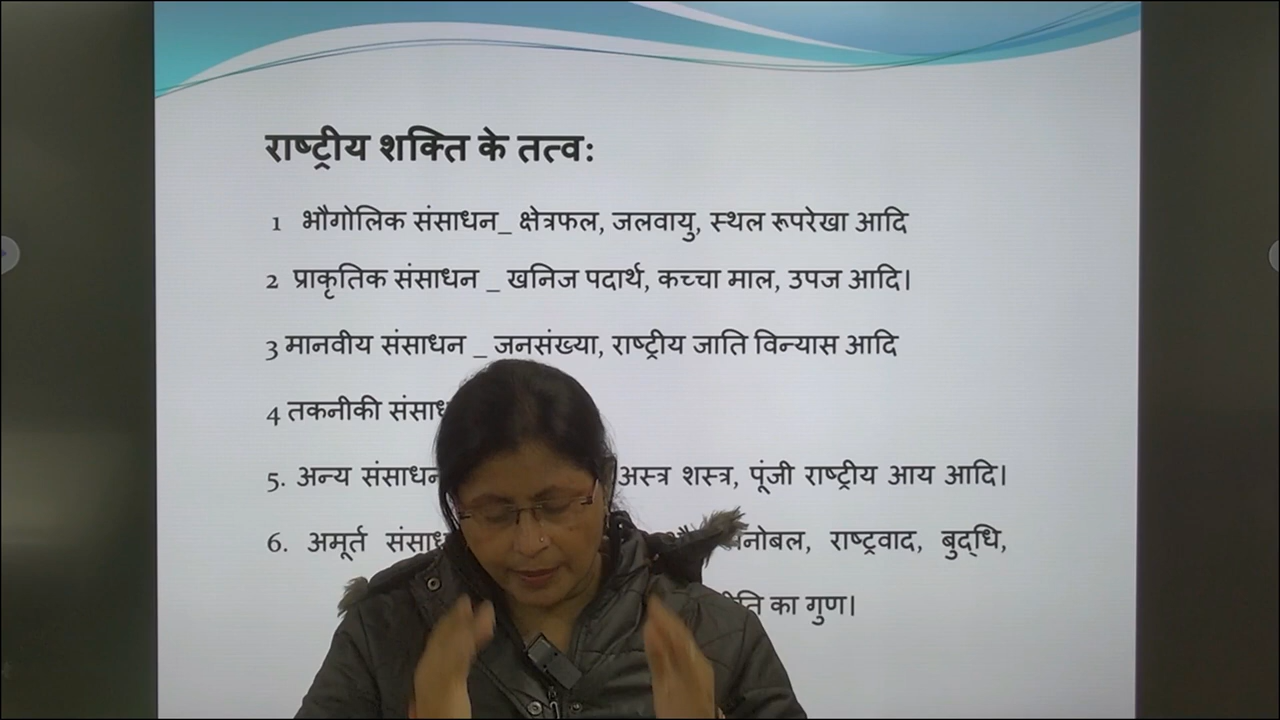 राष्ट्रीय शक्ति के तत्व:
1 भौगोलिक संसाधन_ क्षेत्रफल, जलवायु, स्थल रूपरेखा आदि
2 प्राकृतिक संसाधन _ खनिज पदार्थ, कच्चा माल, उपज आदि।
3 मानवीय संसाधन _ जनसंख्या, राष्ट्रीय जाति विन्यास आदि
4 तकनीकी
5. अन्य संसाधन अस्त्र शस्त्र, पूंजी राष्ट्रीय आय आदि।
6. अमूर्त राष्ट्रवाद, बुद्धि,
का गुण।